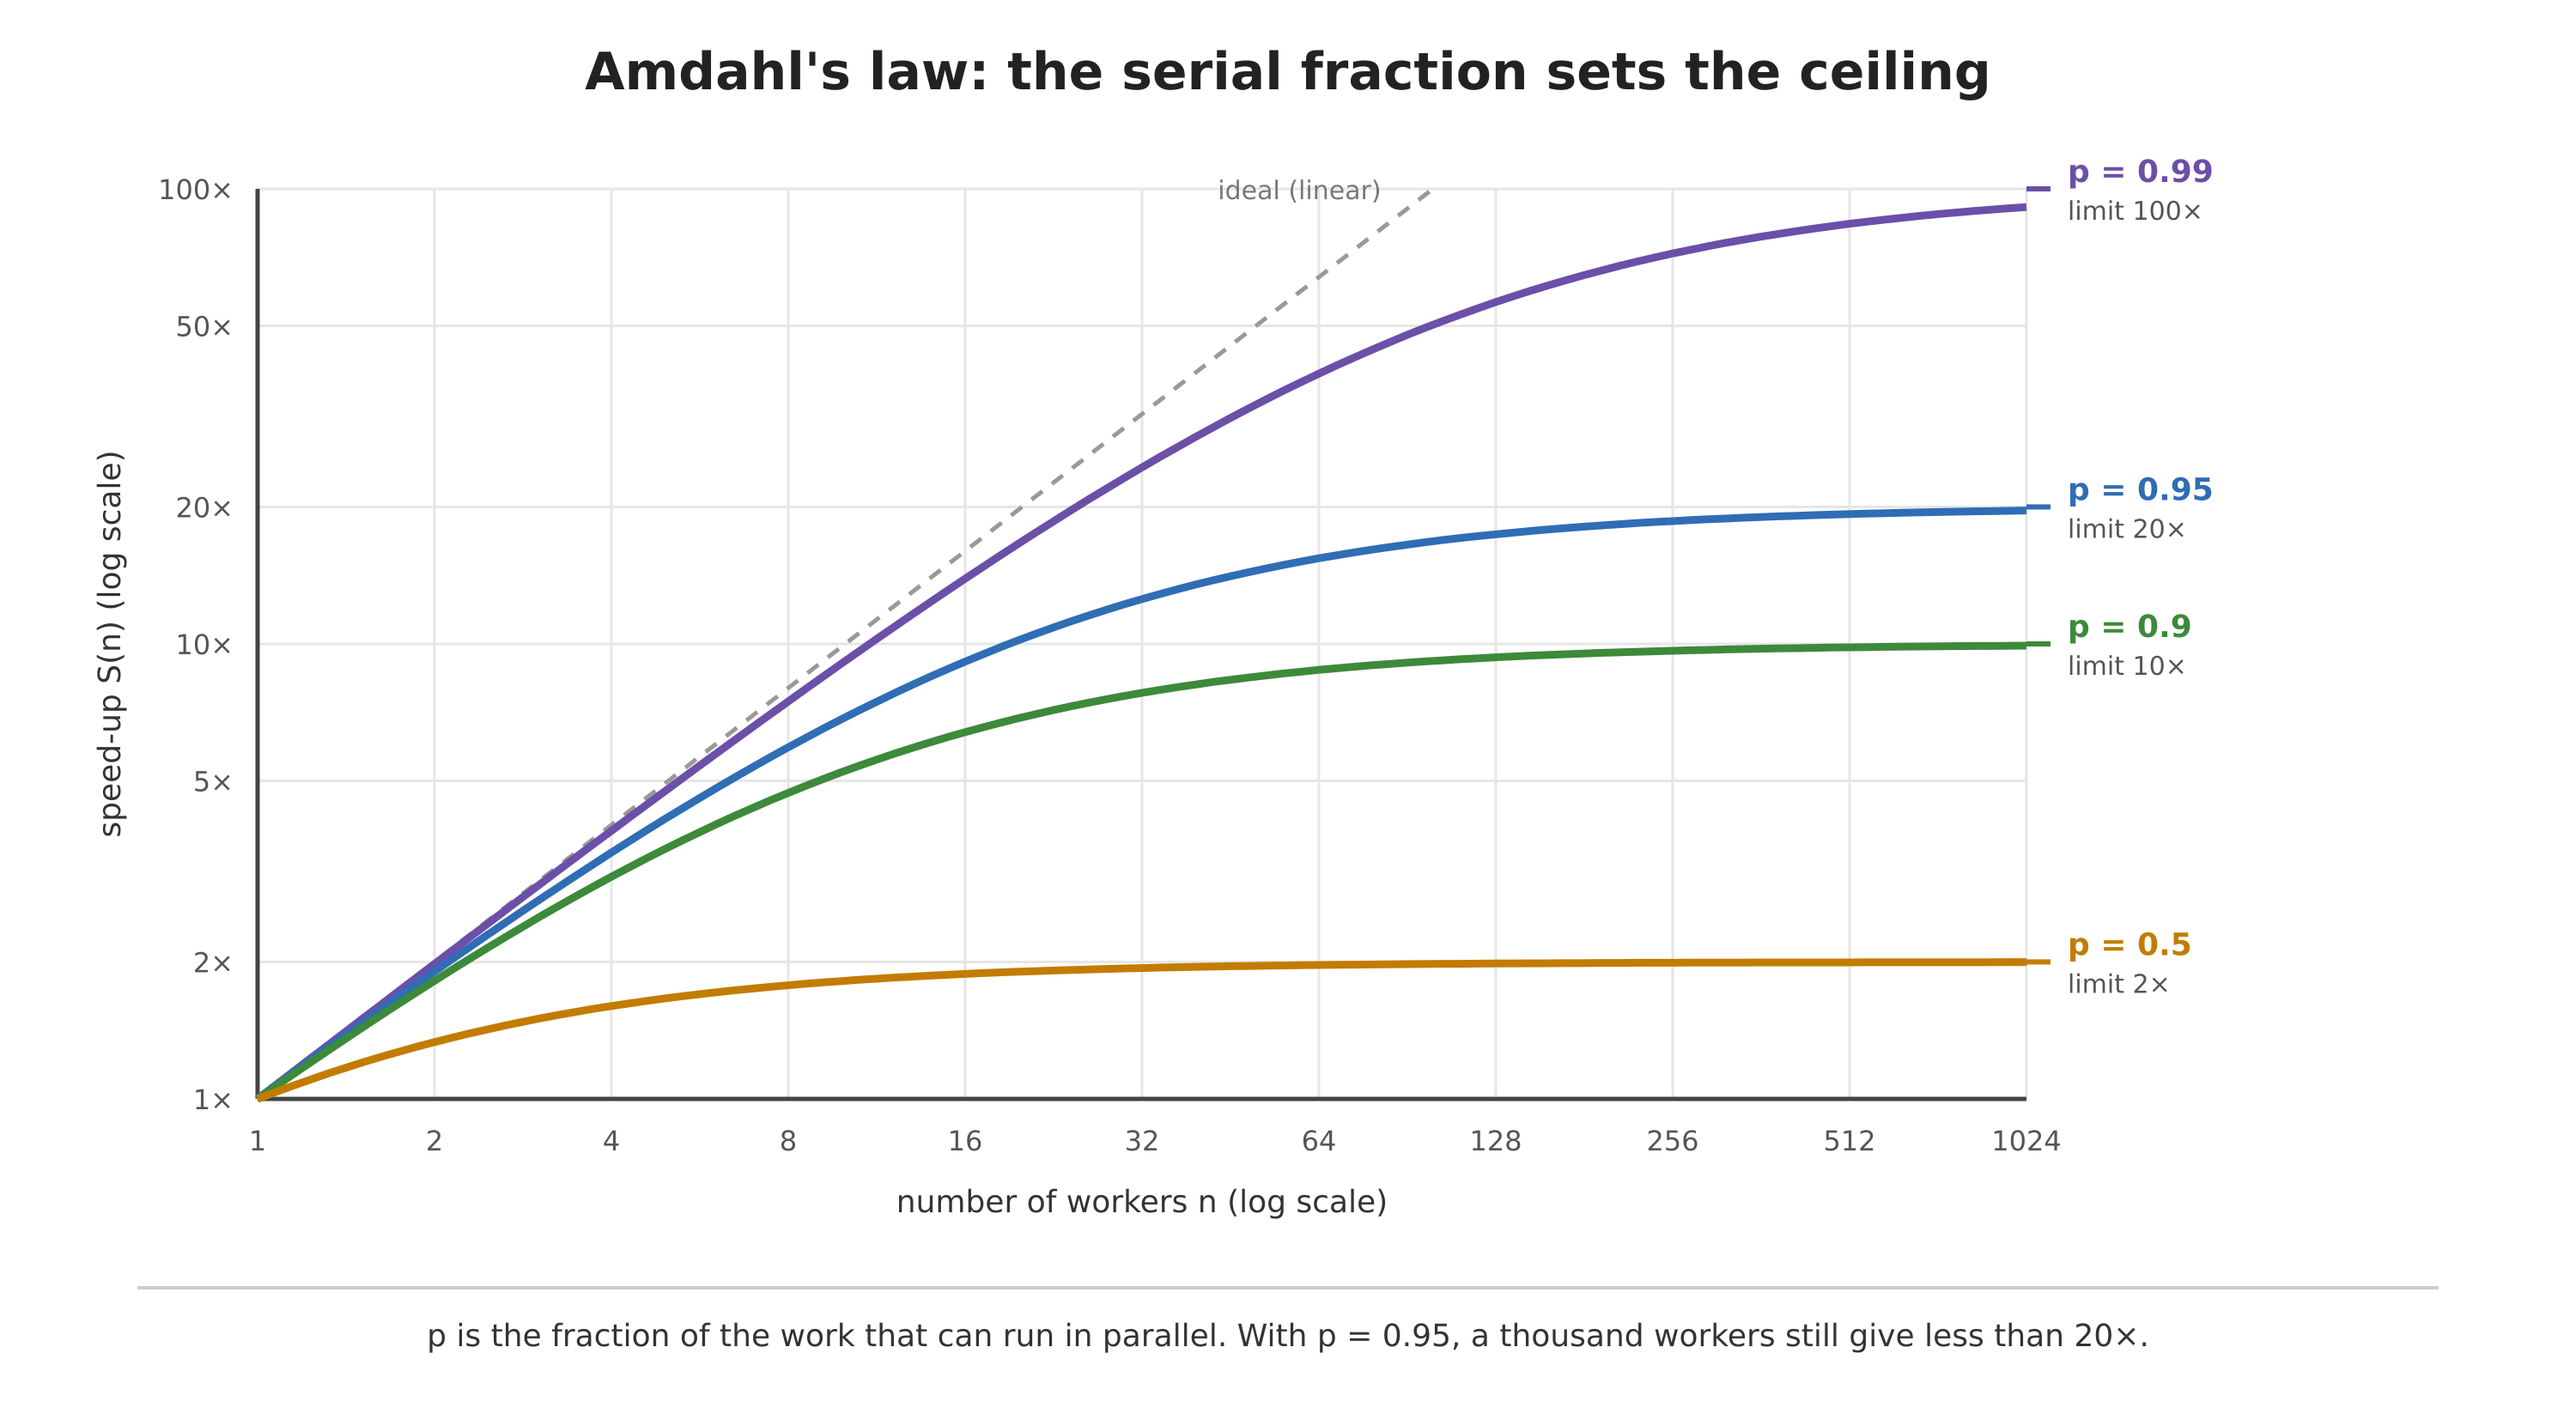 Amdahl's law: the serial fraction sets the ceiling
100×
50×
20×
10×
5×
2×
1×
speed-up S(n) (log scale)
ideal (linear)
p = 0.99
limit 100×
p = 0.95
limit 20×
p = 0.9
limit 10×
p = 0.5
limit 2×
1 2 4 8 16 32 64 128 256 512 1024
number of workers n (log scale)
p is the fraction of the work that can run in parallel. With p = 0.95, a thousand workers still give less than 20×.